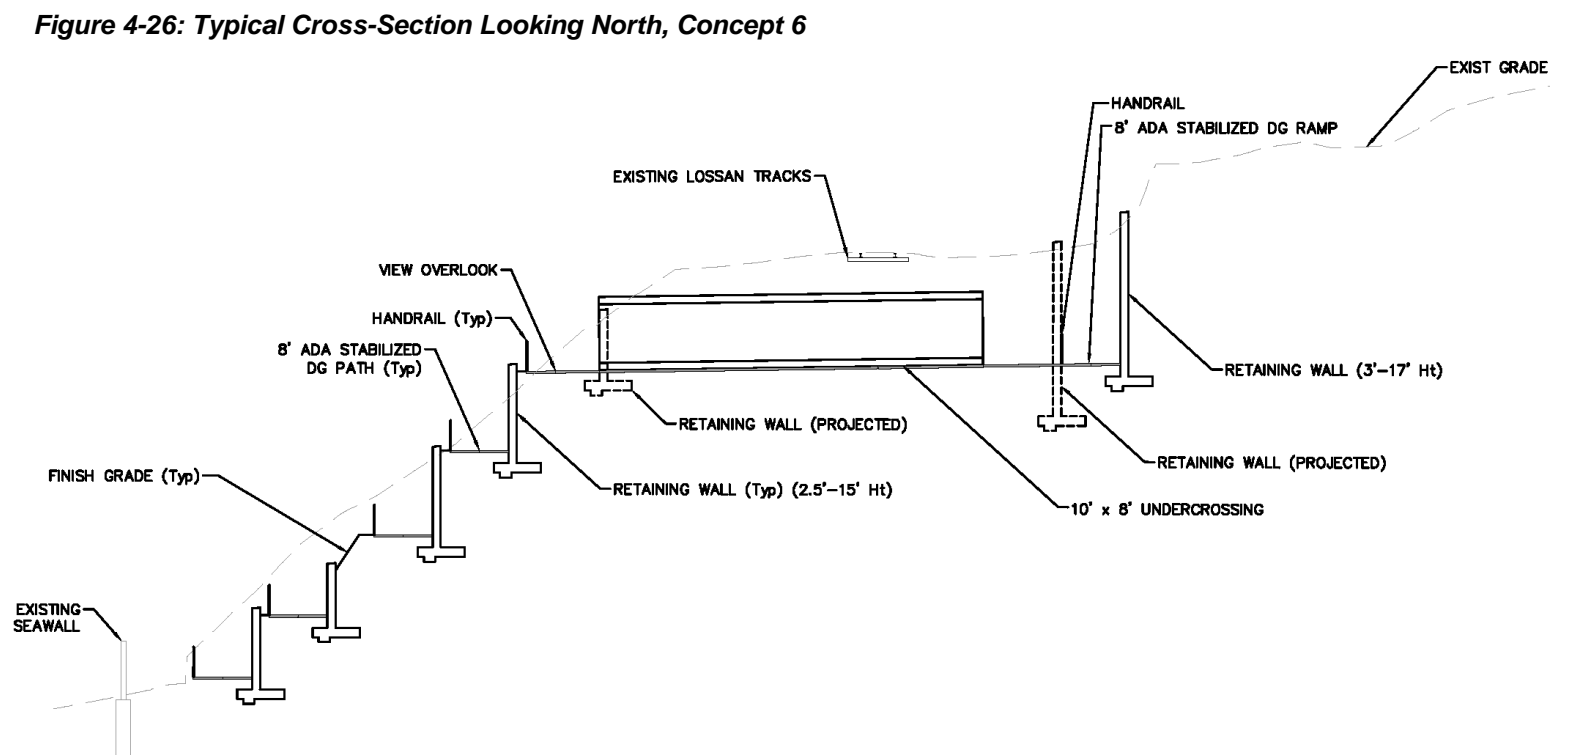 Figure 4-26: Typical Cross-Section Looking North, Concept 6
EXIST GRADE
HANDRAIL
8' ADA STABILIZED DG RAMP
EXISTING LOSSAN TRACKS
VIEW OVERLOOK
HANDRAIL (Typ)
8' ADA STABILIZED
DG PATH (Typ)
RETAINING WALL (3'-17' Ht)
RETAINING WALL (PROJECTED)
RETAINING WALL (PROJECTED)
FINISH GRADE (Typ)
RETAINING WALL (Typ) (2.5'-15' Ht)
10' x 8' UNDERCROSSING
EXISTING
SEAWALL